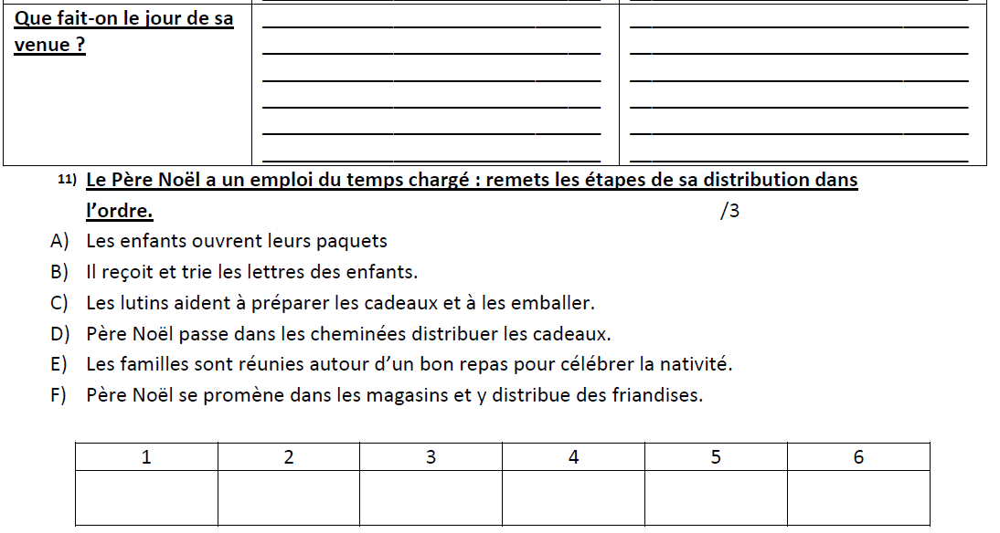 Que fait-on le jour de sa
venue ?
11) Le Père Noël a un emploi du temps chargé : remets les étapes de sa distribution dans
l’ordre. /3
A) Les enfants ouvrent leurs paquets
B) Il reçoit et trie les lettres des enfants.
C) Les lutins aident à préparer les cadeaux et à les emballer.
D) Père Noël passe dans les cheminées distribuer les cadeaux.
E) Les familles sont réunies autour d’un bon repas pour célébrer la nativité.
F) Père Noël se promène dans les magasins et y distribue des friandises.
1 2 3 4 5 6